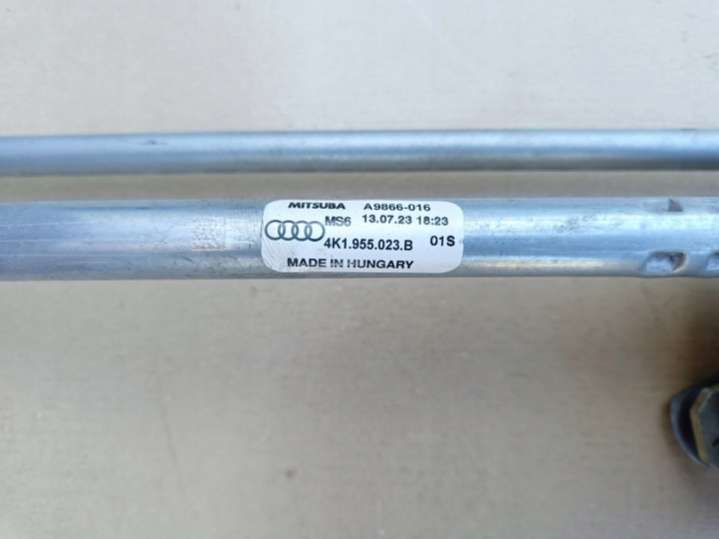 MITSUBA A9866-016
MS6 13.07.23 18:23
4K1.955.023.B 01S
MADE IN HUNGARY